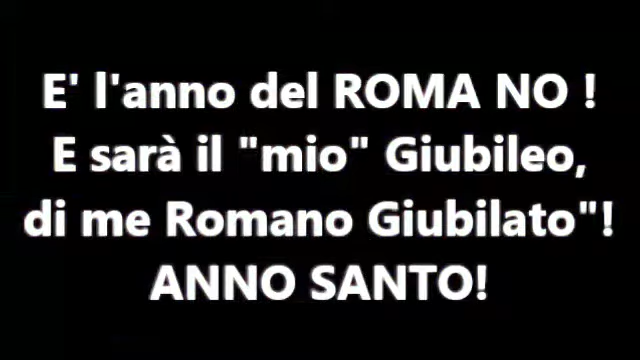 E' l'anno del ROMA NO !
E sarà il "mio" Giubileo,
di me Romano Giubilato"!
ANNO SANTO!